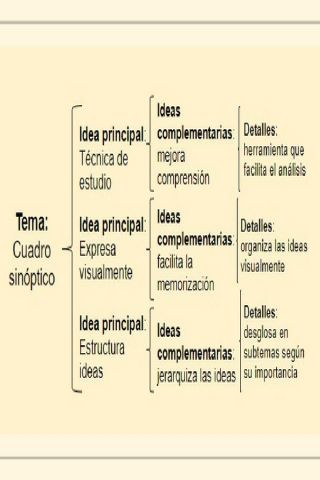 Tema:
Cuadro
sinóptico
Idea principal:
Técnica de
estudio
Ideas
complementarias:
mejora
comprensión
Detalles:
herramienta que
facilita el análisis
Idea principal:
Expresa
visualmente
Ideas
complementarias:
facilita la
memorización
Detalles:
organiza las ideas
visualmente
Idea principal:
Estructura
ideas
Ideas
complementarias:
jerarquiza las ideas
Detalles:
desglosa en
subtemas según
su importancia